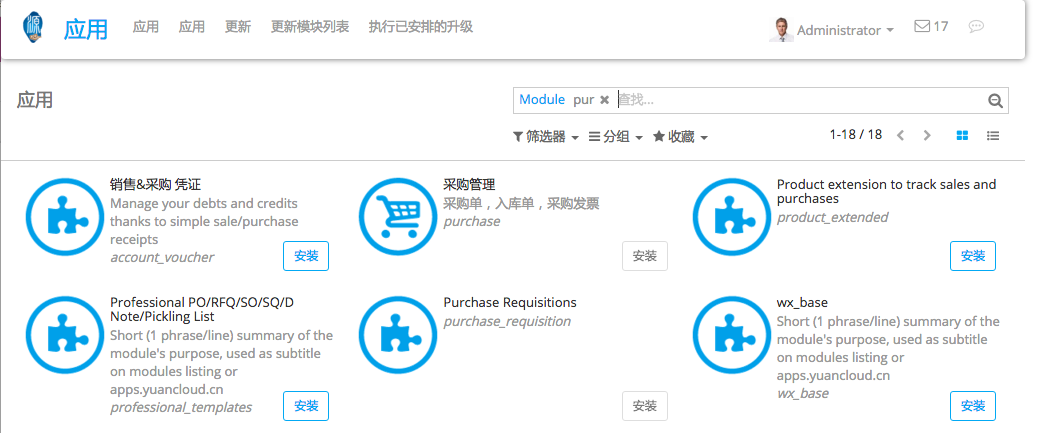 应用 应用 应用 更新 更新模块列表 执行已安排的升级 Administrator 17
应用
Module pur × 查找...
筛选器 分组 收藏 1-18 / 18
销售&采购 凭证
Manage your debts and credits
thanks to simple sale/purchase
receipts
account_voucher
安装
采购管理
采购单，入库单，采购发票
purchase
安装
Product extension to track sales and
purchases
product_extended
安装
Professional PO/RFQ/SO/SQ/D
Note/Pickling List
Short (1 phrase/line) summary of the
module's purpose, used as subtitle
on modules listing or
apps.yuancloud.cn
professional_templates
安装
Purchase Requisitions
purchase_requisition
安装
wx_base
Short (1 phrase/line) summary of the
module's purpose, used as subtitle
on modules listing or
apps.yuancloud.cn
wx_base
安装